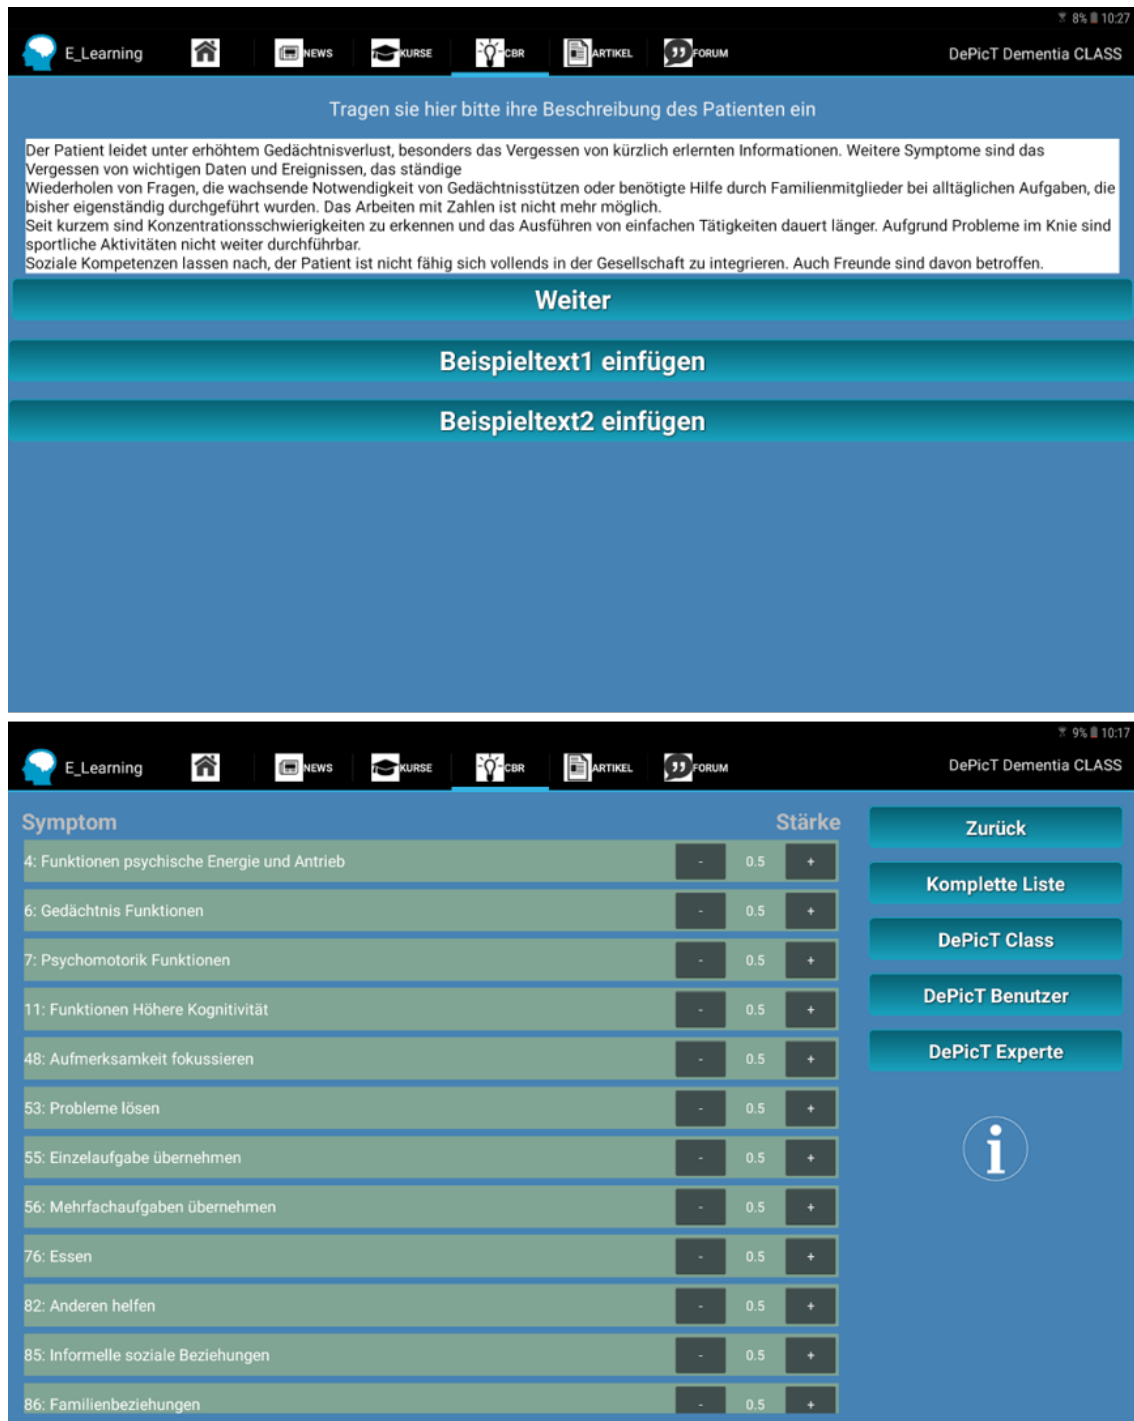 8% 10:27
E_Learning NEWS KURSE CBR ARTIKEL FORUM DePicT Dementia CLASS
Tragen sie hier bitte ihre Beschreibung des Patienten ein
Der Patient leidet unter erhöhtem Gedächtnisverlust, besonders das Vergessen von kürzlich erlernten Informationen. Weitere Symptome sind das
Vergessen von wichtigen Daten und Ereignissen, das ständige
Wiederholen von Fragen, die wachsende Notwendigkeit von Gedächtnisstützen oder benötigte Hilfe durch Familienmitglieder bei alltäglichen Aufgaben, die
bisher eigenständig durchgeführt wurden. Das Arbeiten mit Zahlen ist nicht mehr möglich.
Seit kurzem sind Konzentrationsschwierigkeiten zu erkennen und das Ausführen von einfachen Tätigkeiten dauert länger. Aufgrund Probleme im Knie sind
sportliche Aktivitäten nicht weiter durchführbar.
Soziale Kompetenzen lassen nach, der Patient ist nicht fähig sich vollends in der Gesellschaft zu integrieren. Auch Freunde sind davon betroffen.
Weiter
Beispieltext1 einfügen
Beispieltext2 einfügen
9% 10:17
E_Learning NEWS KURSE CBR ARTIKEL FORUM DePicT Dementia CLASS
Symptom Stärke
4: Funktionen psychische Energie und Antrieb - 0.5 +
6: Gedächtnis Funktionen - 0.5 +
7: Psychomotorik Funktionen - 0.5 +
11: Funktionen Höhere Kognitivität - 0.5 +
48: Aufmerksamkeit fokussieren - 0.5 +
53: Probleme lösen - 0.5 +
55: Einzelaufgabe übernehmen - 0.5 +
56: Mehrfachaufgaben übernehmen - 0.5 +
76: Essen - 0.5 +
82: Anderen helfen - 0.5 +
85: Informelle soziale Beziehungen - 0.5 +
86: Familienbeziehungen - 0.5 +
Zurück
Komplette Liste
DePicT Class
DePicT Benutzer
DePicT Experte
i